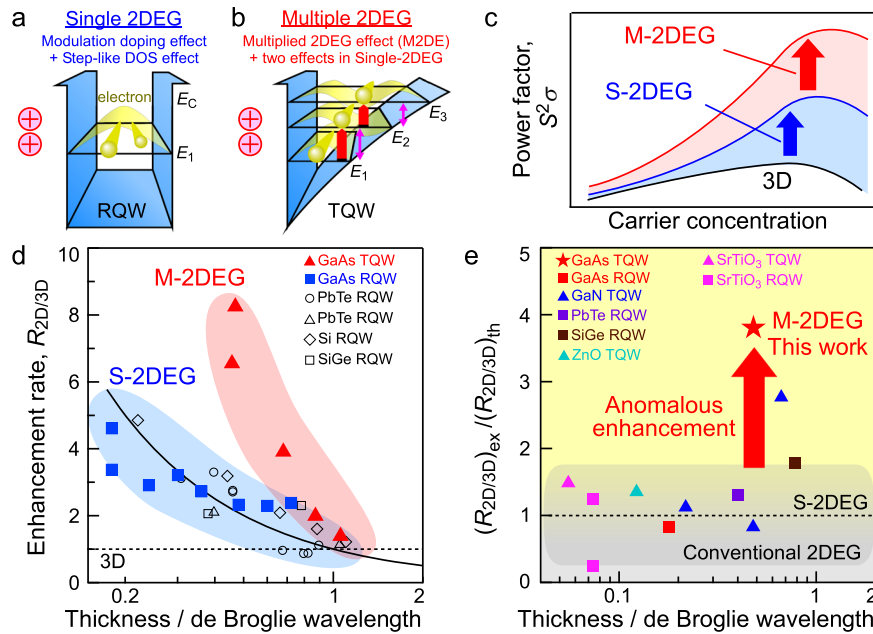 a
Single 2DEG
Modulation doping effect
+ Step-like DOS effect
electron
E_C
+
+
E_1
RQW
b
Multiple 2DEG
Multiplied 2DEG effect (M2DE)
+ two effects in Single-2DEG
+
+
E_3
E_2
E_1
TQW
c
Power factor,
S²σ
M-2DEG
S-2DEG
3D
Carrier concentration
d
Enhancement rate, R_2D/3D
10
8
6
4
2
0
M-2DEG
S-2DEG
3D
GaAs TQW
GaAs RQW
PbTe RQW
PbTe RQW
Si RQW
SiGe RQW
0.2
1
2
Thickness / de Broglie wavelength
e
(R_2D/3D)_ex /(R_2D/3D)_th
5
4
3
2
1
0
GaAs TQW
GaAs RQW
GaN TQW
PbTe RQW
SiGe RQW
ZnO TQW
SrTiO₃ TQW
SrTiO₃ RQW
M-2DEG
This work
Anomalous
enhancement
S-2DEG
Conventional 2DEG
0.1
1
2
Thickness / de Broglie wavelength